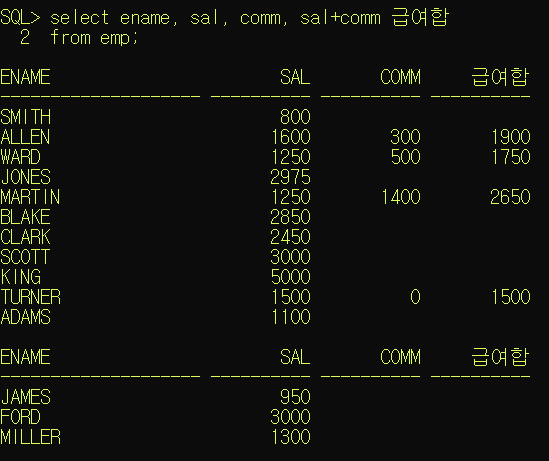 SQL> select ename, sal, comm, sal+comm 급여합
  2  from emp;

ENAME                       SAL       COMM     급여합
-------------------- ---------- ---------- ----------
SMITH                       800
ALLEN                      1600        300       1900
WARD                       1250        500       1750
JONES                      2975
MARTIN                     1250       1400       2650
BLAKE                      2850
CLARK                      2450
SCOTT                      3000
KING                       5000
TURNER                     1500          0       1500
ADAMS                      1100

ENAME                       SAL       COMM     급여합
-------------------- ---------- ---------- ----------
JAMES                       950
FORD                       3000
MILLER                     1300